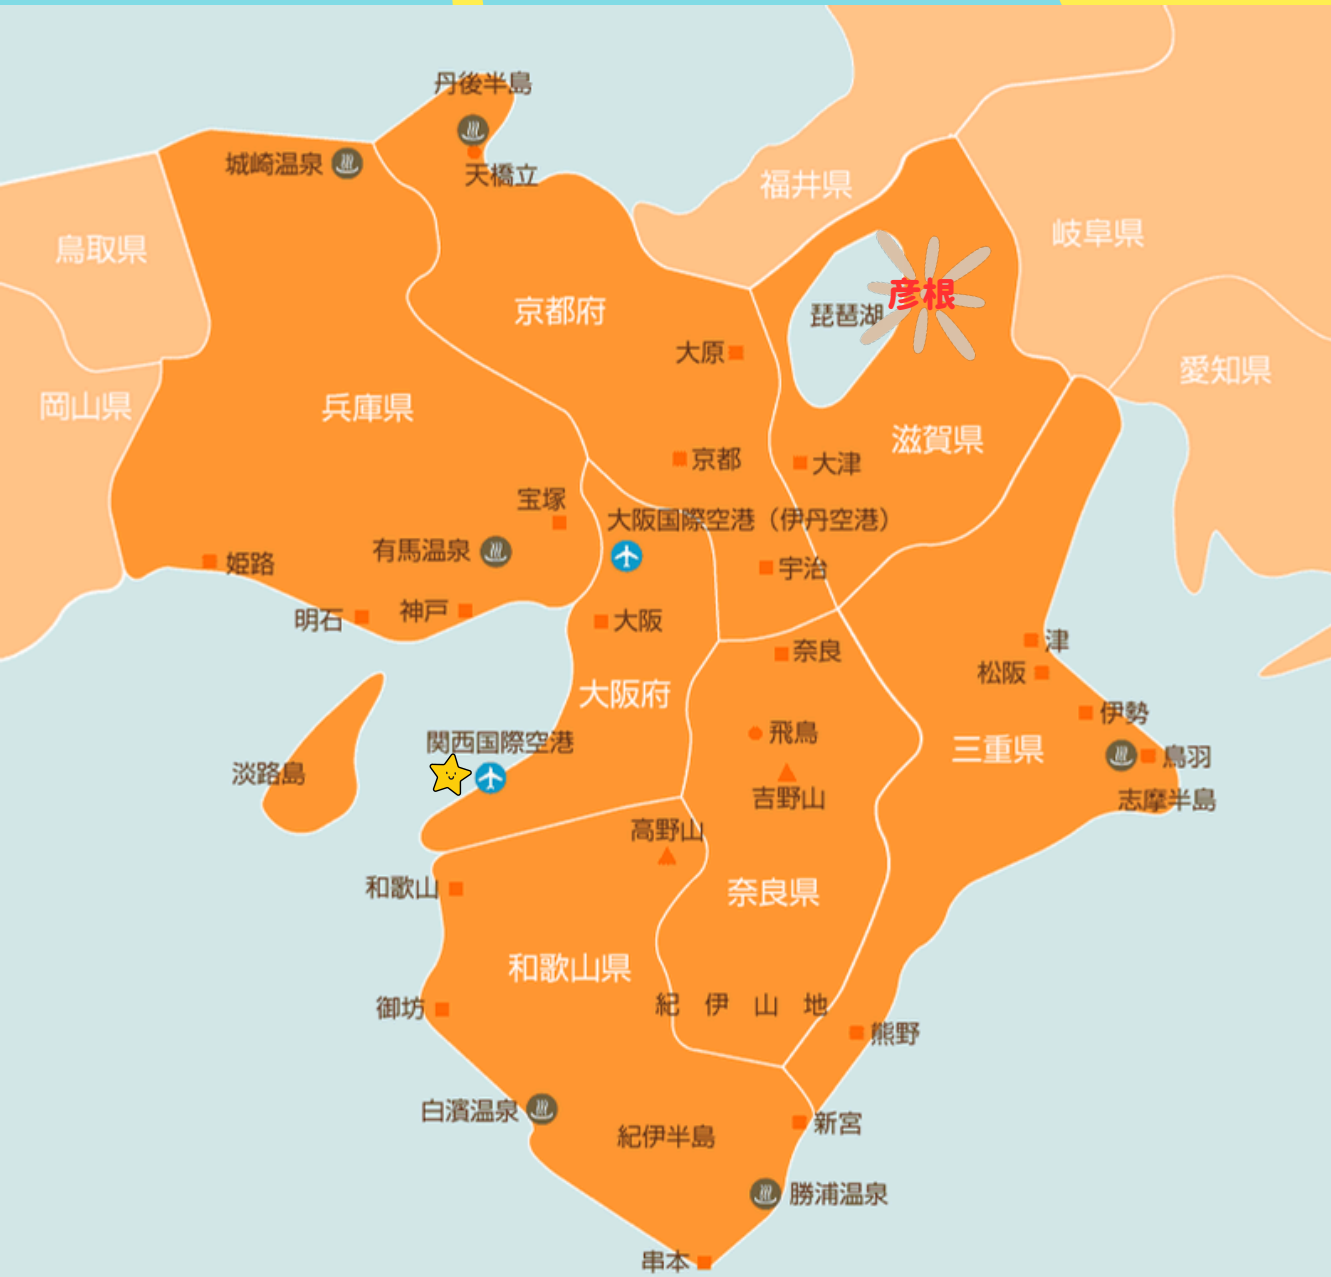 丹後半島
城崎温泉
天橋立
福井県
岐阜県
鳥取県
彦根
京都府
琵琶湖
大原
愛知県
岡山県
兵庫県
滋賀県
京都
大津
宝塚
大阪国際空港（伊丹空港）
有馬温泉
姫路
宇治
神戸
明石
大阪
津
奈良
松阪
大阪府
伊勢
飛鳥
関西国際空港
三重県
鳥羽
淡路島
吉野山
志摩半島
高野山
和歌山
奈良県
和歌山県
紀伊山地
御坊
熊野
白濱温泉
新宮
紀伊半島
勝浦温泉
串本